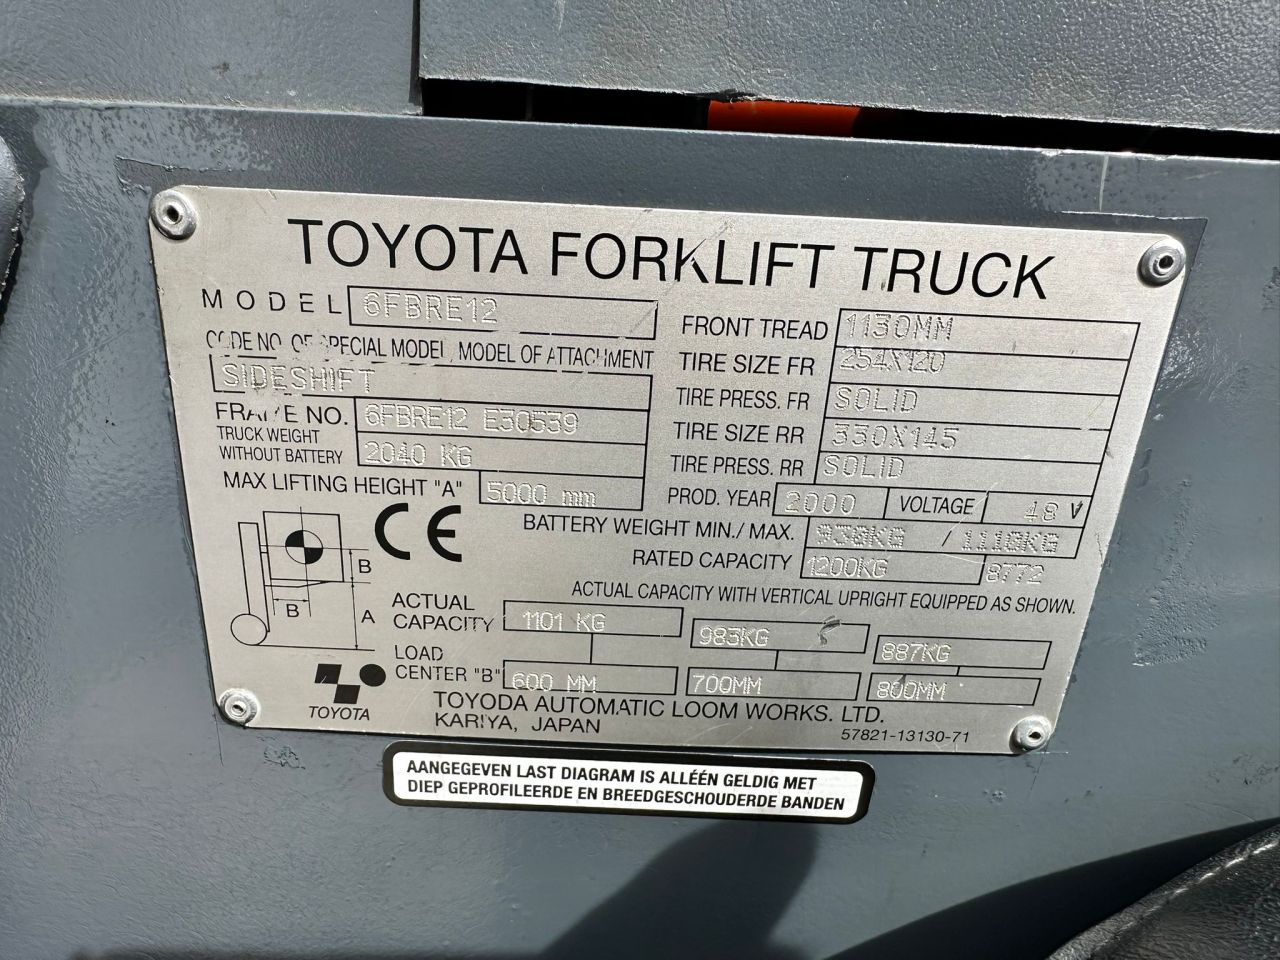 TOYOTA FORKLIFT TRUCK
MODEL 6FBRE12
CODE NO. OF SPECIAL MODEL, MODEL OF ATTACHMENT
SIDESHIFT
FRAME NO. 6FBRE12 E30539
TRUCK WEIGHT
WITHOUT BATTERY 2040 KG
MAX LIFTING HEIGHT "A" 5000 mm
FRONT TREAD 1130MM
TIRE SIZE FR 254X120
TIRE PRESS. FR SOLID
TIRE SIZE RR 330X145
TIRE PRESS. RR SOLID
PROD. YEAR 2000 VOLTAGE 48 V
BATTERY WEIGHT MIN./ MAX. 930KG / 1110KG
RATED CAPACITY 1200KG 8772
ACTUAL CAPACITY WITH VERTICAL UPRIGHT EQUIPPED AS SHOWN.
CE
B
B
A
ACTUAL
CAPACITY 1101 KG 983KG 887KG
LOAD
CENTER "B" 600 MM 700MM 800MM
TOYOTA
TOYODA AUTOMATIC LOOM WORKS. LTD.
KARIYA, JAPAN
57821-13130-71
AANGEGEVEN LAST DIAGRAM IS ALLÉÉN GELDIG MET
DIEP GEPROFILEERDE EN BREEDGESCHOUDERDE BANDEN